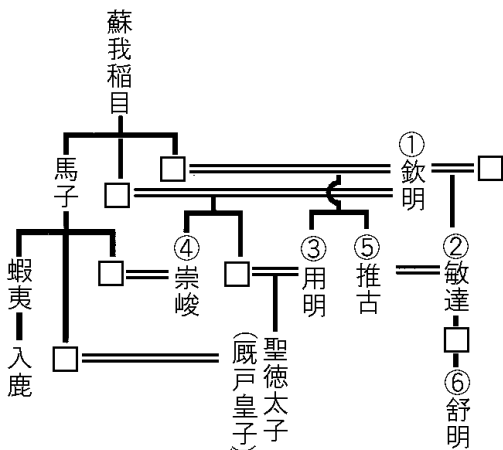 蘇我稲目
馬子
①欽明
蝦夷
④崇峻
③用明
⑤推古
②敏達
入鹿
(厩戸皇子)
聖徳太子
⑥舒明